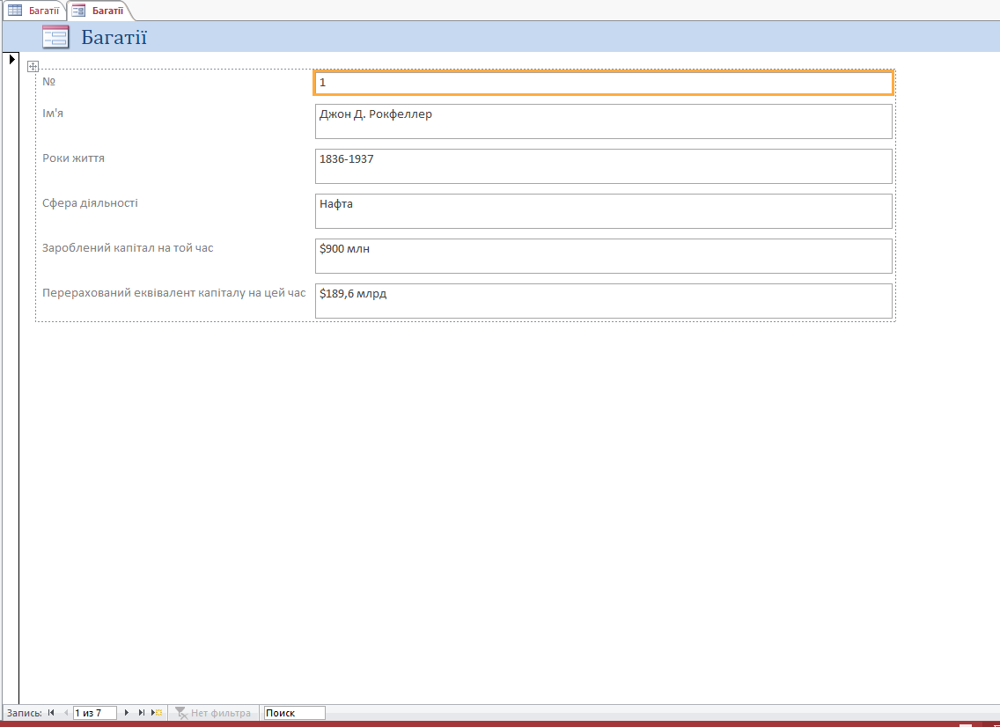 Багатії
Багатії
Багатії
№
1
Ім'я
Джон Д. Рокфеллер
Роки життя
1836-1937
Сфера діяльності
Нафта
Зароблений капітал на той час
$900 млн
Перерахований еквівалент капіталу на цей час
$189,6 млрд
Запись: 1 из 7 Нет фильтра Поиск